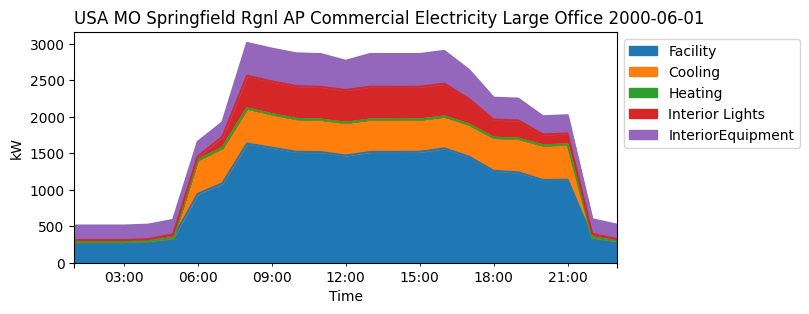 USA MO Springfield Rgnl AP Commercial Electricity Large Office 2000-06-01
3000
2500
2000
1500
1000
500
0
kW
03:00 06:00 09:00 12:00 15:00 18:00 21:00
Time
Facility
Cooling
Heating
Interior Lights
InteriorEquipment